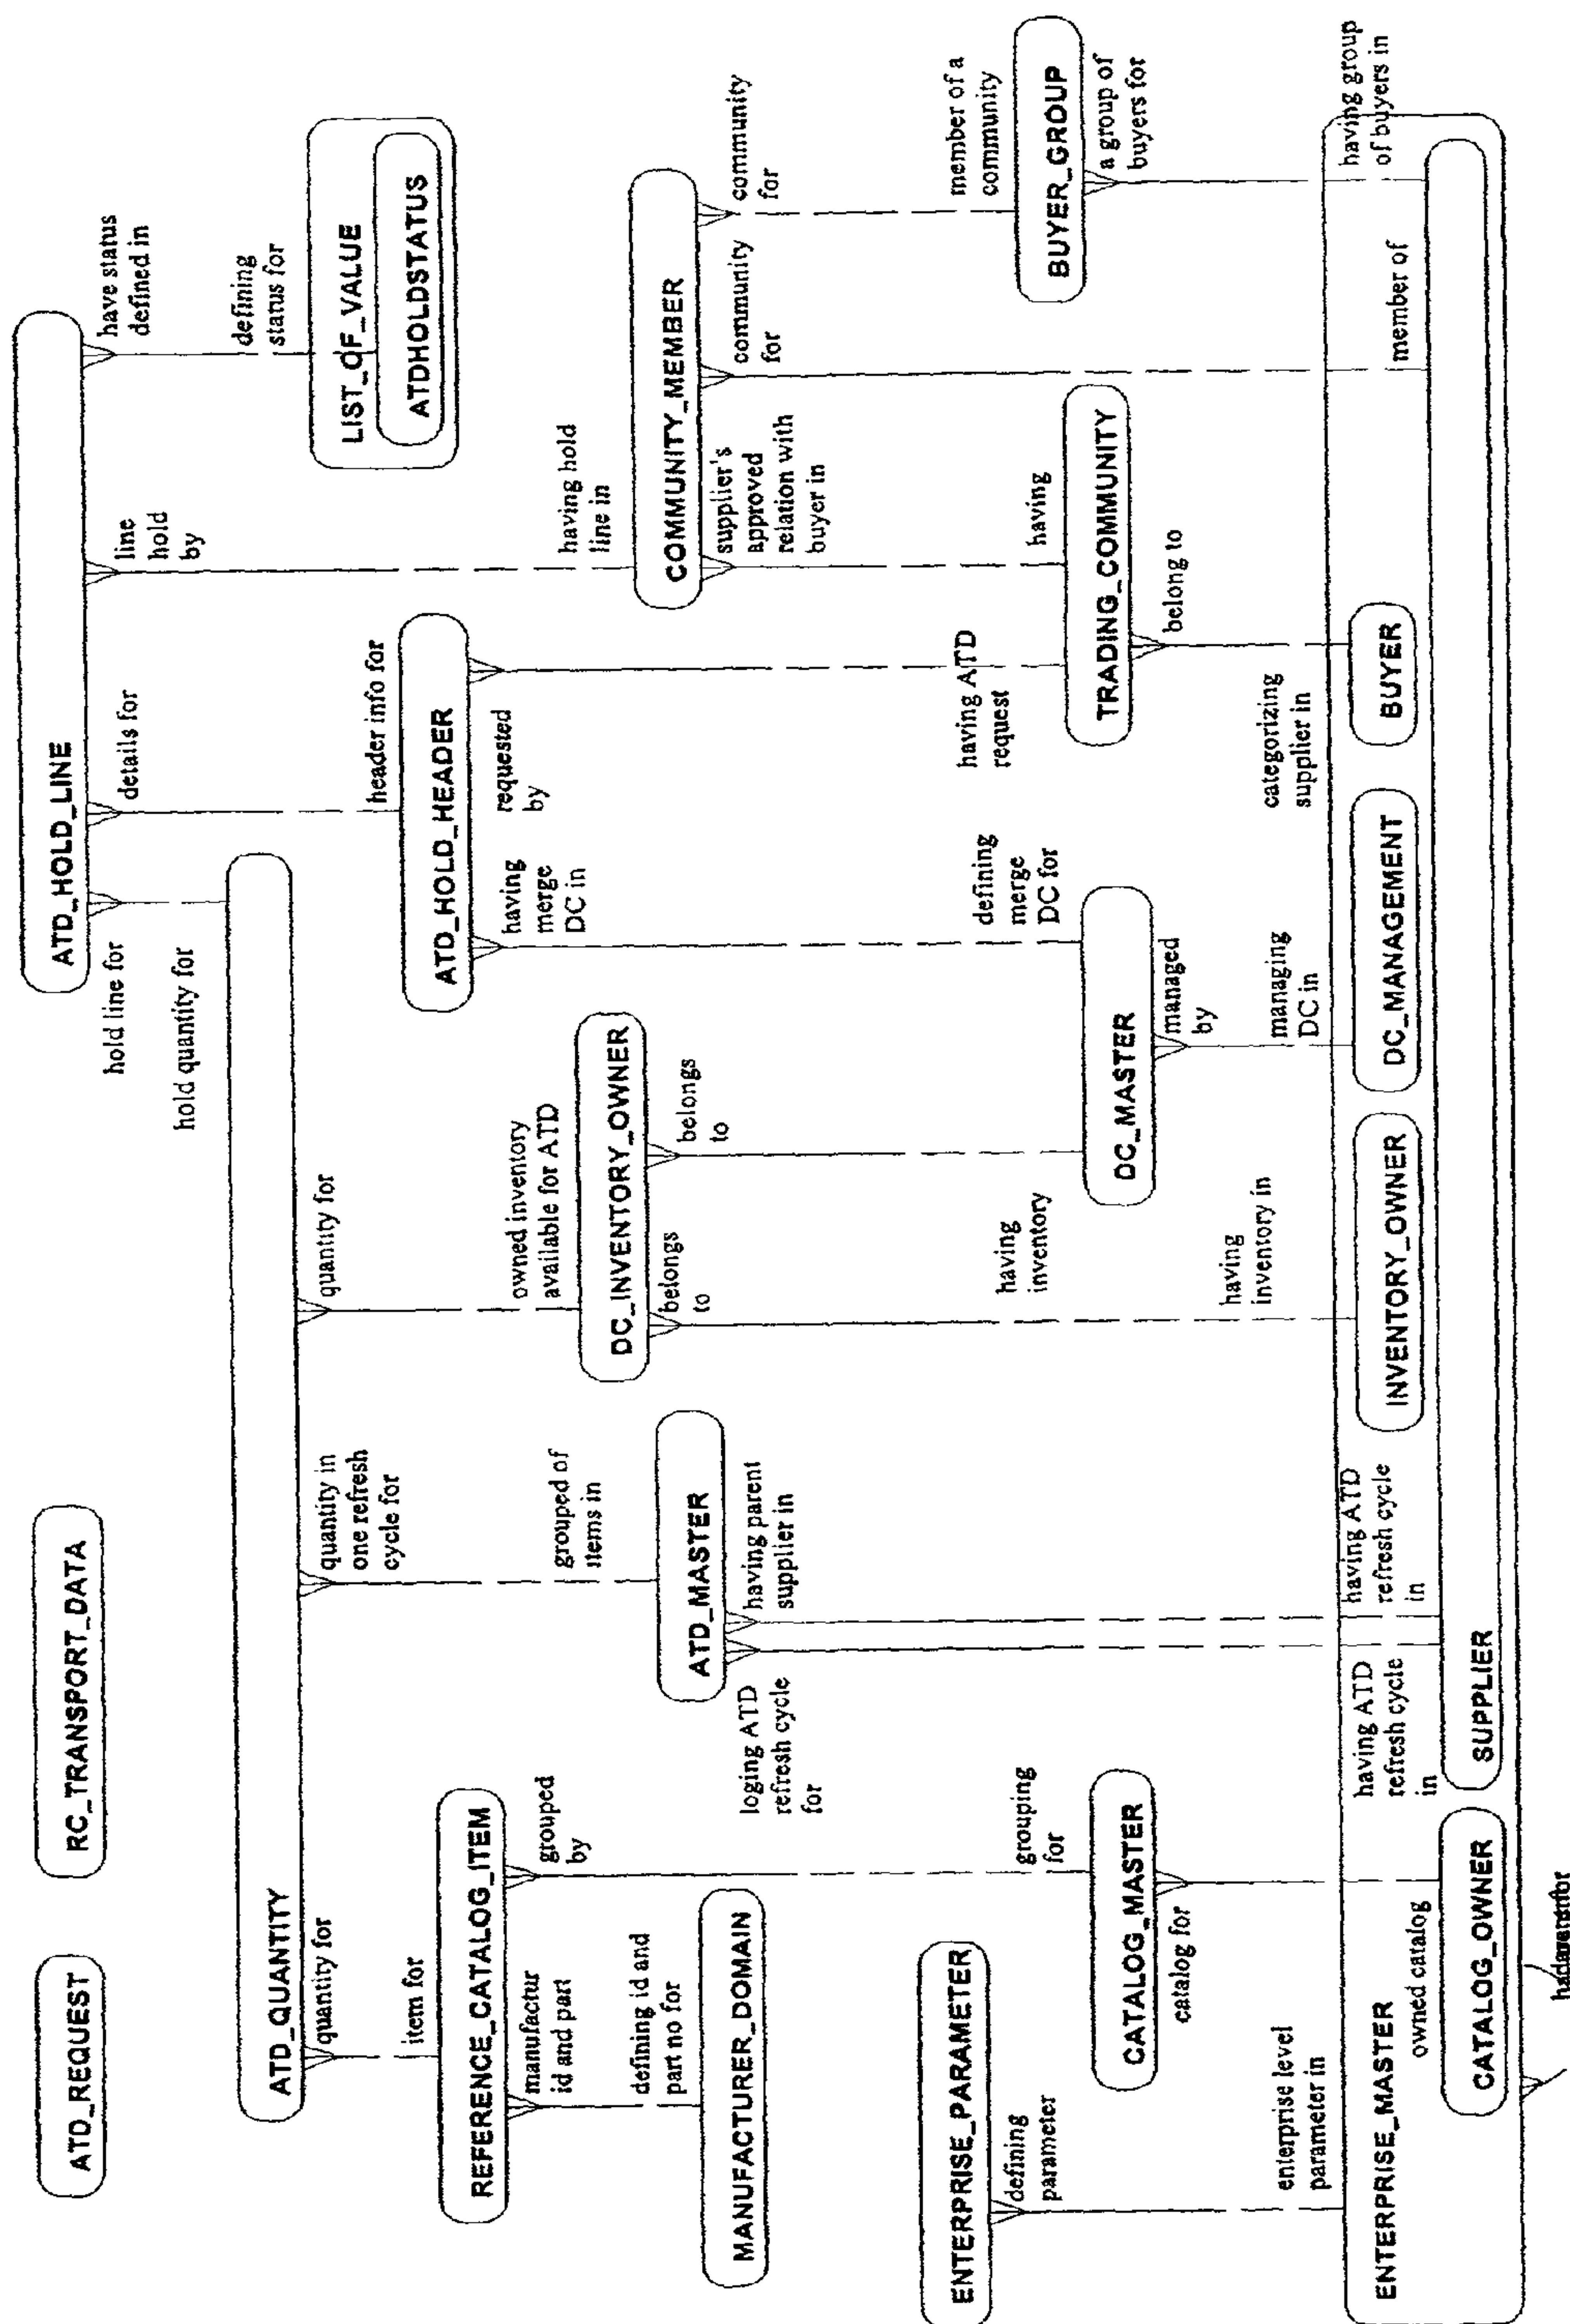 ATD_REQUEST
RC_TRANSPORT_DATA
ATD_HOLD_LINE
hold line for
details for
line
hold
by
have status
defined in
hold quantity for
defining
status for
ATD_QUANTITY
quantity for
quantity in
one refresh
cycle for
quantity for
LIST_OF_VALUE
ATDHOLDSTATUS
item for
header info for
REFERENCE_CATALOG_ITEM
manufactur
id and part
grouped
by
grouped of
items in
owned inventory
available for ATD
ATD_HOLD_HEADER
having
merge
DC in
requested
by
having hold
line in
defining id and
part no for
MANUFACTURER_DOMAIN
ATD_MASTER
loging ATD
refresh cycle
for
having parent
supplier in
DC_INVENTORY_OWNER
belongs
to
belongs
to
COMMUNITY_MEMBER
supplier's
approved
relation with
buyer in
community
for
community
for
ENTERPRISE_PARAMETER
defining
parameter
grouping
for
CATALOG_MASTER
catalog for
having
inventory
defining
merge
DC for
DC_MASTER
managed
by
having ATD
request
having
TRADING_COMMUNITY
belong to
member of a
community
BUYER_GROUP
a group of
buyers for
enterprise level
parameter in
having
inventory in
managing
DC in
categorizing
supplier in
ENTERPRISE_MASTER
owned catalog
CATALOG_OWNER
having ATD
refresh cycle
in
having ATD
refresh cycle
in
SUPPLIER
INVENTORY_OWNER
DC_MANAGEMENT
BUYER
member of
having group
of buyers in